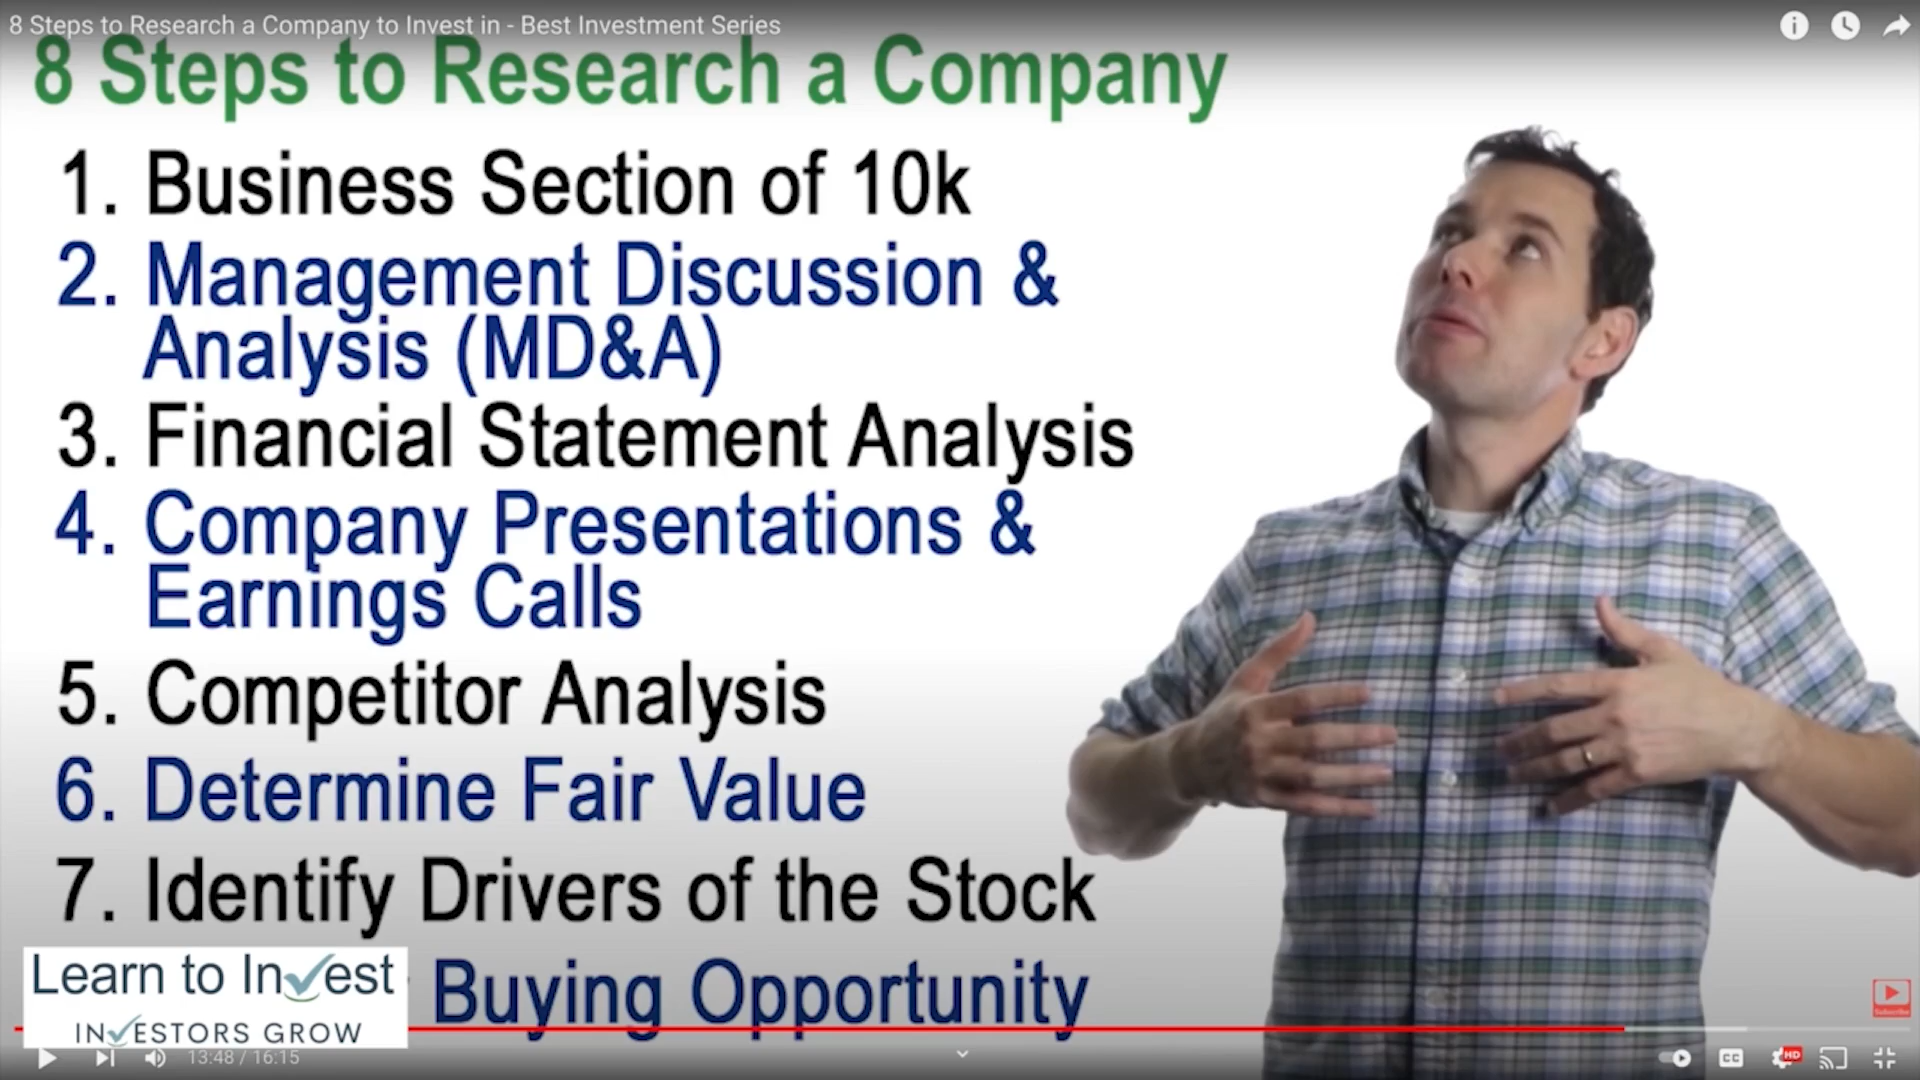 8 Steps to Research a Company to Invest in - Best Investment Series
8 Steps to Research a Company
1. Business Section of 10k
2. Management Discussion &
Analysis (MD&A)
3. Financial Statement Analysis
4. Company Presentations &
Earnings Calls
5. Competitor Analysis
6. Determine Fair Value
7. Identify Drivers of the Stock
Buying Opportunity
Learn to Invest
INVESTORS GROW
Subscribe
13:48 / 16:15
CC
HD